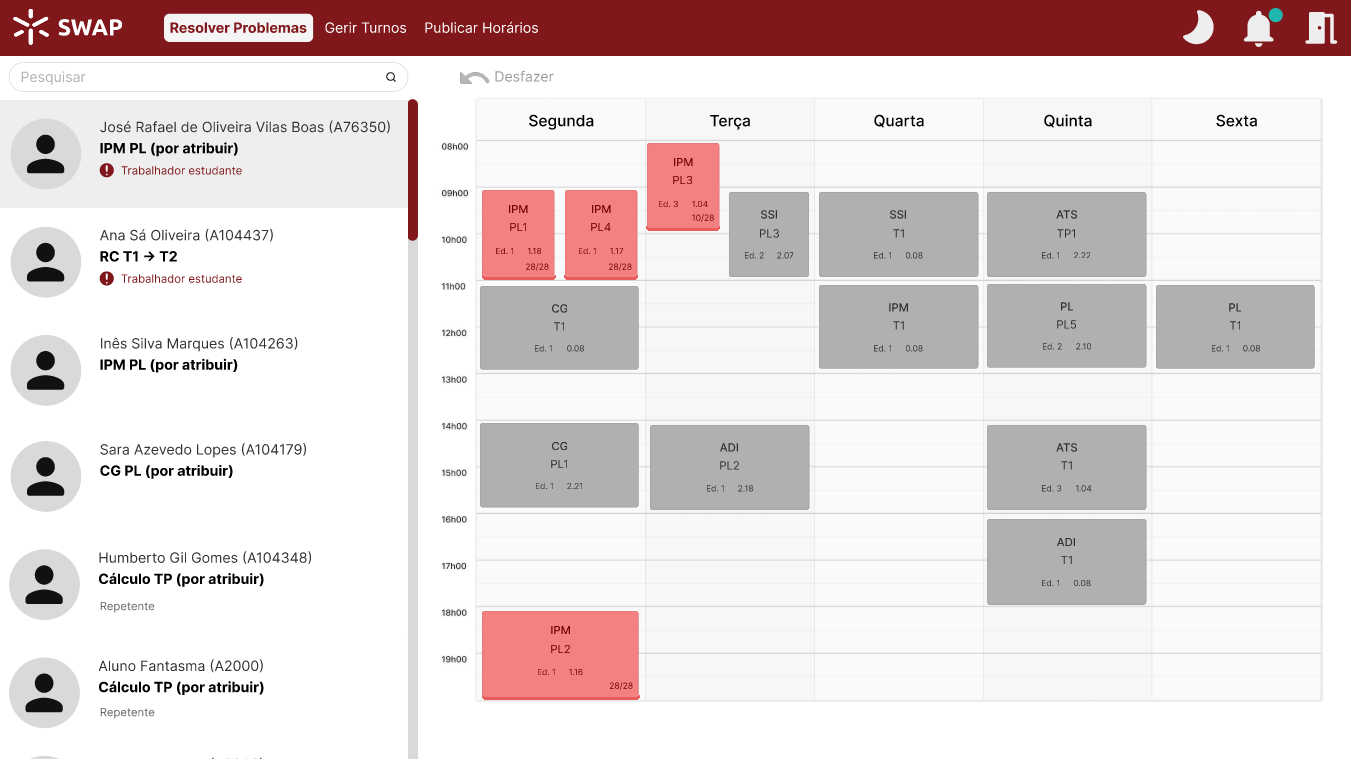 SWAP
Resolver Problemas
Gerir Turnos
Publicar Horários
Pesquisar
José Rafael de Oliveira Vilas Boas (A76350)
IPM PL (por atribuir)
Trabalhador estudante
Ana Sá Oliveira (A104437)
RC T1 → T2
Trabalhador estudante
Inês Silva Marques (A104263)
IPM PL (por atribuir)
Sara Azevedo Lopes (A104179)
CG PL (por atribuir)
Humberto Gil Gomes (A104348)
Cálculo TP (por atribuir)
Repetente
Aluno Fantasma (A2000)
Cálculo TP (por atribuir)
Repetente
Desfazer
Segunda
Terça
Quarta
Quinta
Sexta
08h00
09h00
10h00
11h00
12h00
13h00
14h00
15h00
16h00
17h00
18h00
19h00
IPM
PL1
Ed. 1 1.18
28/28
IPM
PL4
Ed. 1 1.17
28/28
CG
T1
Ed. 1 0.08
CG
PL1
Ed. 1 2.21
IPM
PL2
Ed. 1 1.16
28/28
IPM
PL3
Ed. 3 1.04
10/28
SSI
PL3
Ed. 2 2.07
ADI
PL2
Ed. 1 2.18
SSI
T1
Ed. 1 0.08
IPM
T1
Ed. 1 0.08
ATS
TP1
Ed. 1 2.22
PL
PL5
Ed. 2 2.10
ATS
T1
Ed. 3 1.04
ADI
T1
Ed. 1 0.08
PL
T1
Ed. 1 0.08